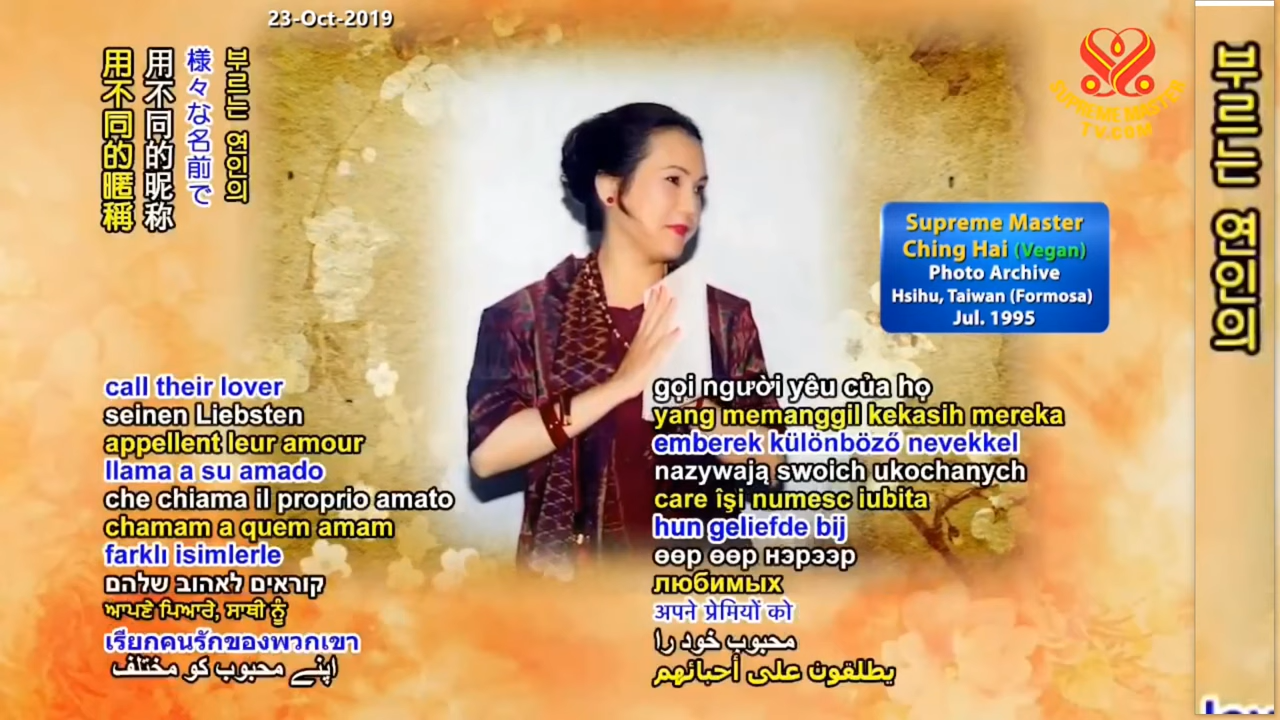 23-Oct-2019
부르는 연인의
様々な名前で
用不同的昵称
用不同的暱稱
SUPREME MASTER
TV.COM
Supreme Master
Ching Hai (Vegan)
Photo Archive
Hsihu, Taiwan (Formosa)
Jul. 1995
call their lover
seinen Liebsten
appellent leur amour
llama a su amado
che chiama il proprio amato
chamam a quem amam
farklı isimlerle
קוראים לאהוב שלהם
ਆਪਣੇ ਪਿਆਰੇ, ਸਾਥੀ ਨੂੰ
เรียกคนรักของพวกเขา
اپنے محبوب کو مختلف
gọi người yêu của họ
yang memanggil kekasih mereka
emberek különböző nevekkel
nazywają swoich ukochanych
care îşi numesc iubita
hun geliefde bij
өөр өөр нэрээр
любимых
अपने प्रेमियों को
محبوب خود را
يطلقون على أحبائهم
부르는 연인의